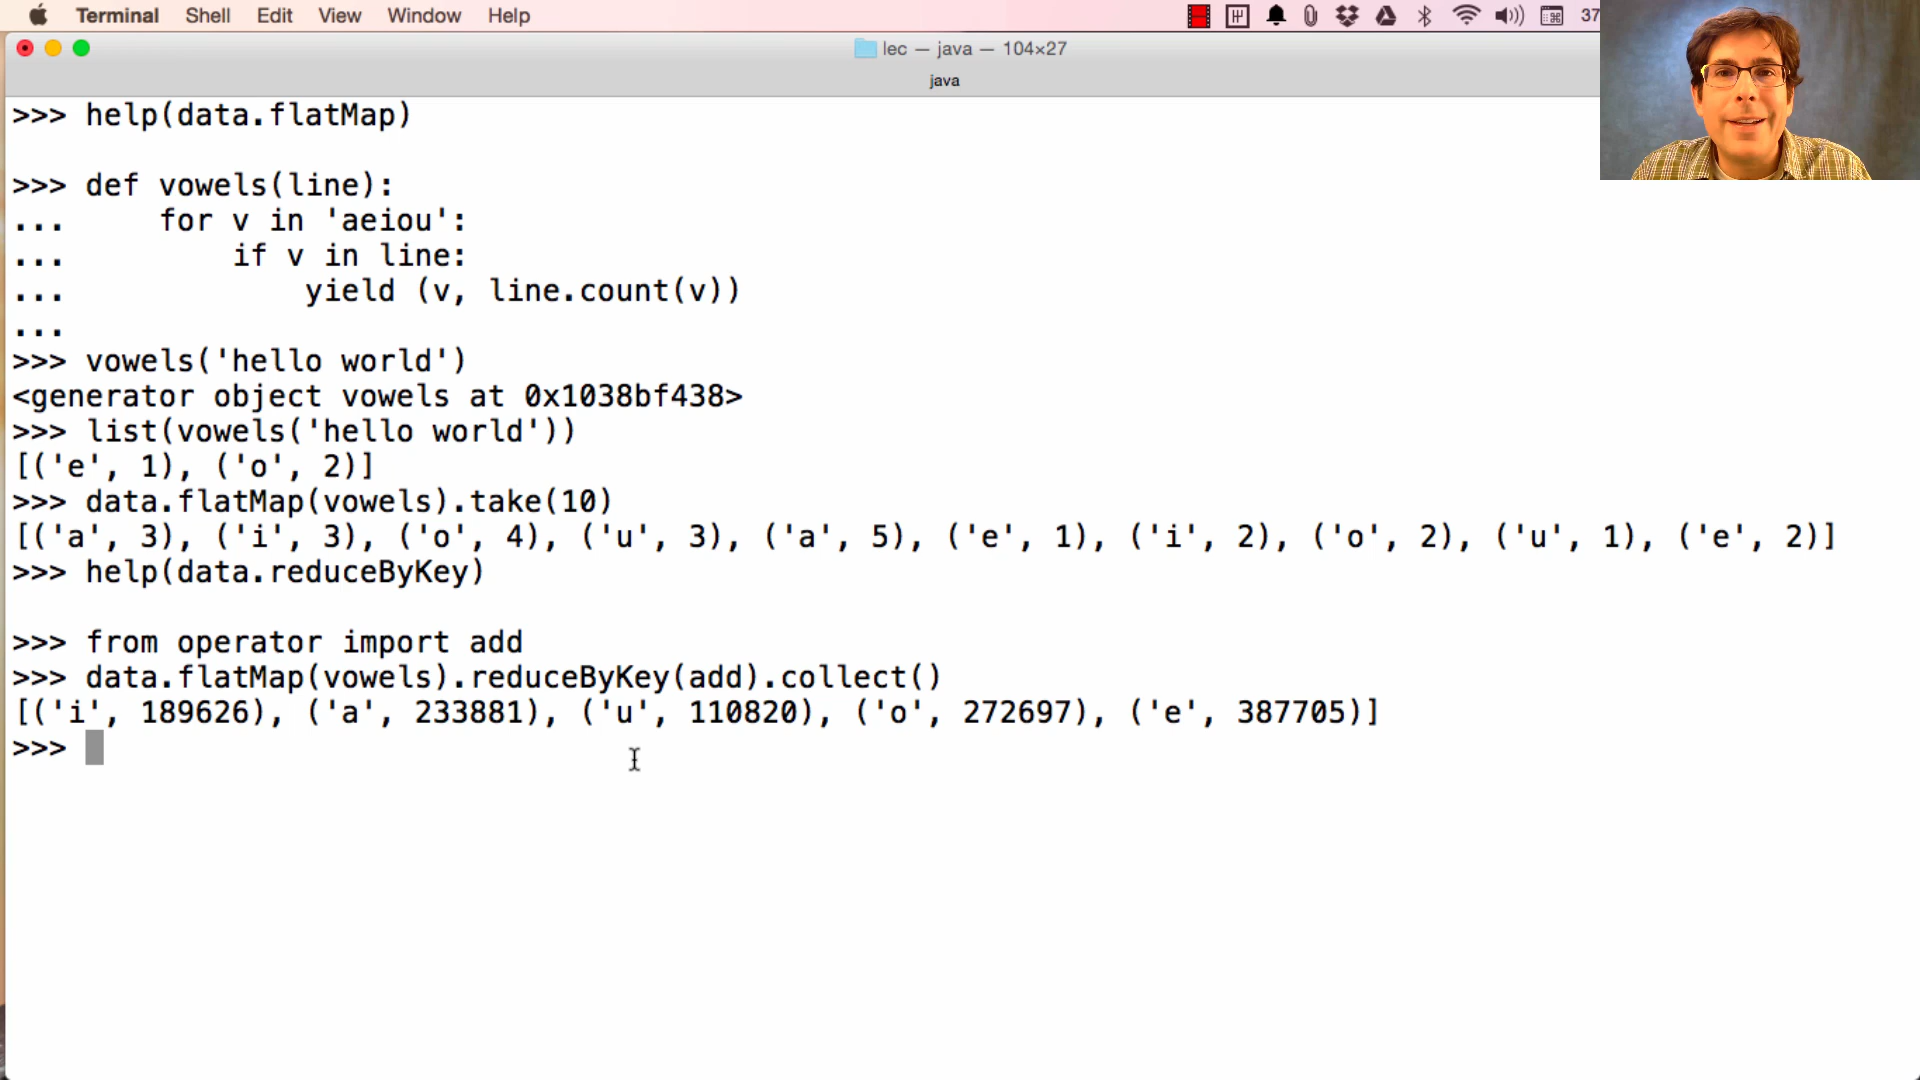 Terminal Shell Edit View Window Help 37
lec — java — 104×27
java
>>> help(data.flatMap)
>>> def vowels(line):
...     for v in 'aeiou':
...         if v in line:
...             yield (v, line.count(v))
...
>>> vowels('hello world')
<generator object vowels at 0x1038bf438>
>>> list(vowels('hello world'))
[('e', 1), ('o', 2)]
>>> data.flatMap(vowels).take(10)
[('a', 3), ('i', 3), ('o', 4), ('u', 3), ('a', 5), ('e', 1), ('i', 2), ('o', 2), ('u', 1), ('e', 2)]
>>> help(data.reduceByKey)
>>> from operator import add
>>> data.flatMap(vowels).reduceByKey(add).collect()
[('i', 189626), ('a', 233881), ('u', 110820), ('o', 272697), ('e', 387705)]
>>>